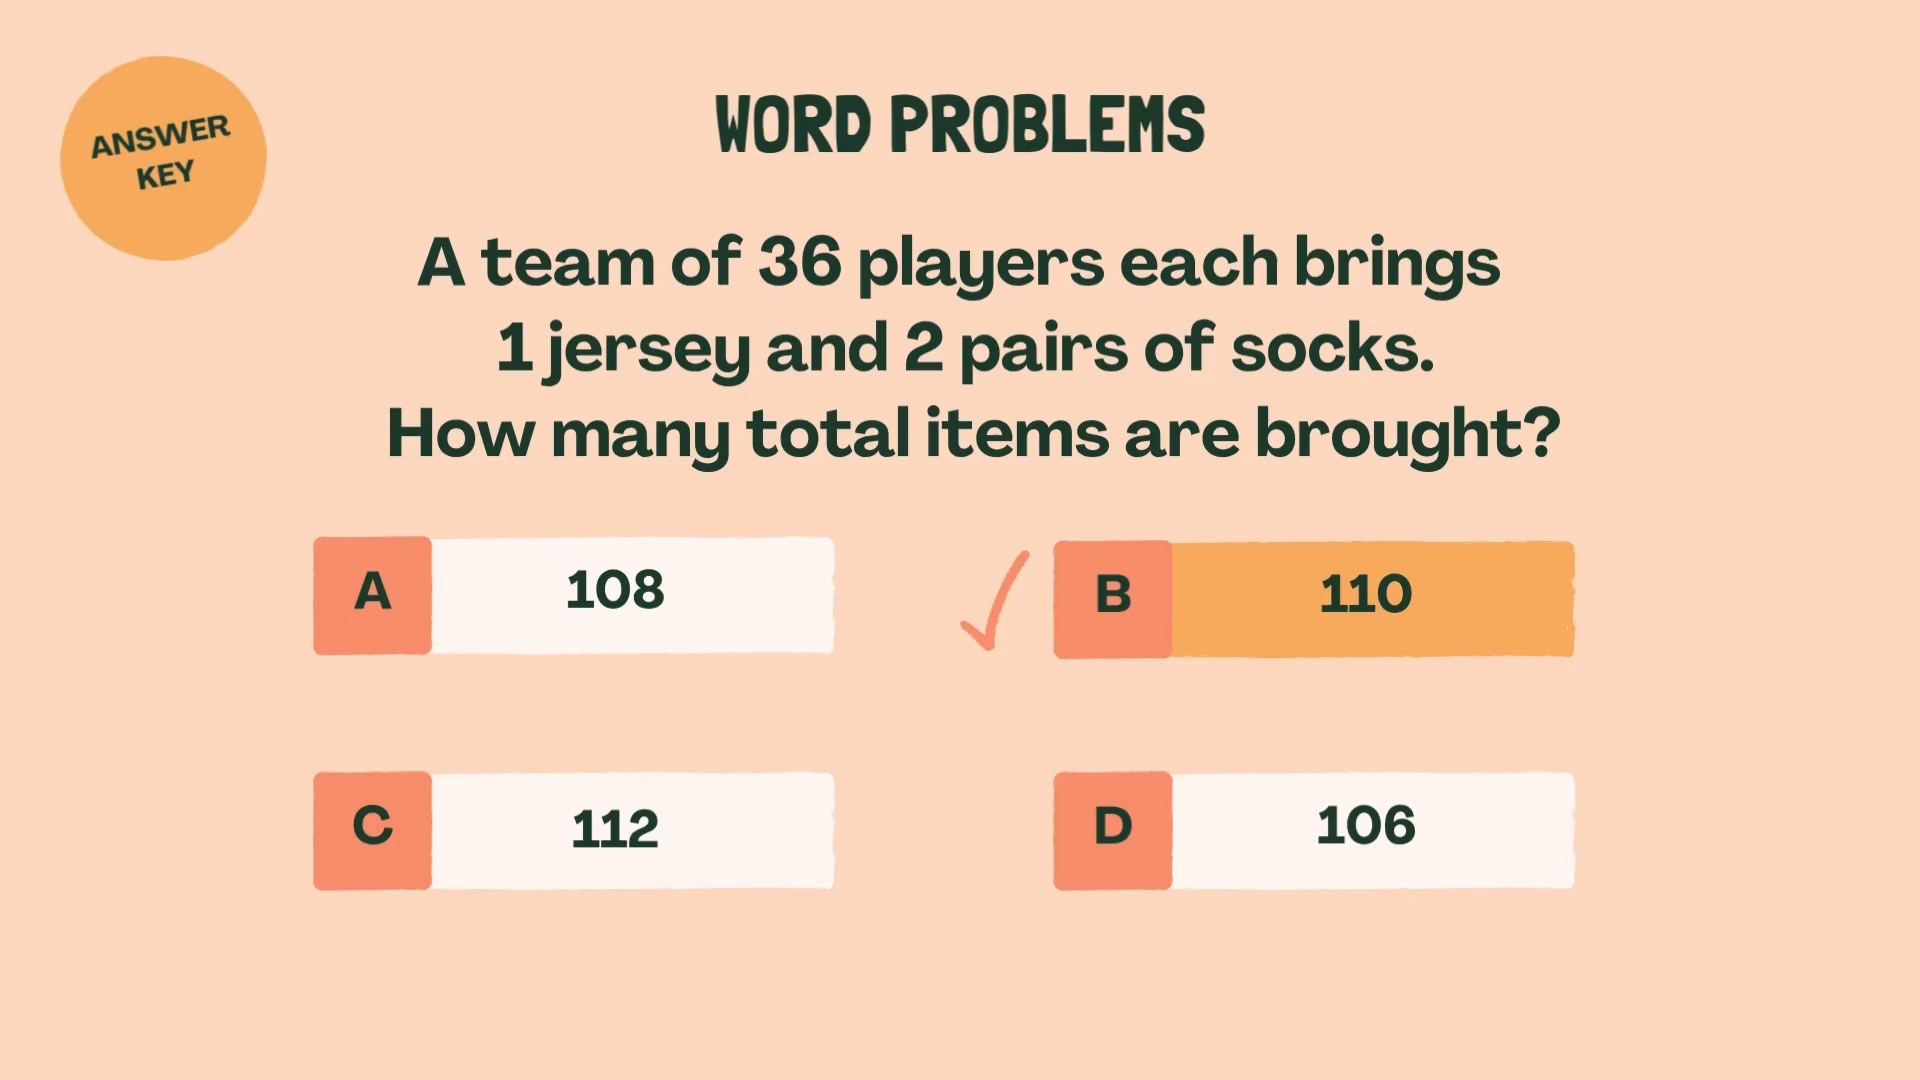 ANSWER
KEY
WORD PROBLEMS
A team of 36 players each brings
1 jersey and 2 pairs of socks.
How many total items are brought?
A 108
B 110
C 112
D 106